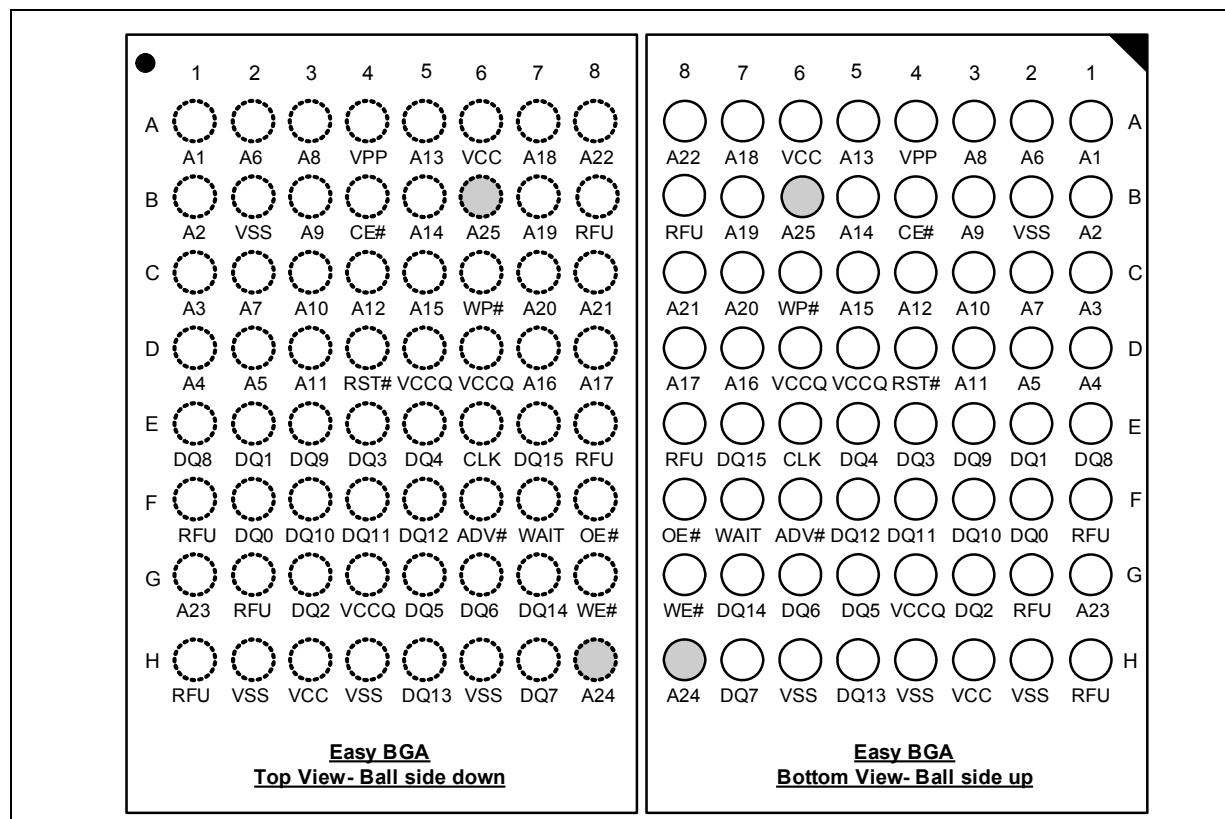 1 2 3 4 5 6 7 8 8 7 6 5 4 3 2 1
A A
A1 A6 A8 VPP A13 VCC A18 A22 A22 A18 VCC A13 VPP A8 A6 A1
B B
A2 VSS A9 CE# A14 A25 A19 RFU RFU A19 A25 A14 CE# A9 VSS A2
C C
A3 A7 A10 A12 A15 WP# A20 A21 A21 A20 WP# A15 A12 A10 A7 A3
D D
A4 A5 A11 RST# VCCQ VCCQ A16 A17 A17 A16 VCCQ VCCQ RST# A11 A5 A4
E E
DQ8 DQ1 DQ9 DQ3 DQ4 CLK DQ15 RFU RFU DQ15 CLK DQ4 DQ3 DQ9 DQ1 DQ8
F F
RFU DQ0 DQ10 DQ11 DQ12 ADV# WAIT OE# OE# WAIT ADV# DQ12 DQ11 DQ10 DQ0 RFU
G G
A23 RFU DQ2 VCCQ DQ5 DQ6 DQ14 WE# WE# DQ14 DQ6 DQ5 VCCQ DQ2 RFU A23
H H
RFU VSS VCC VSS DQ13 VSS DQ7 A24 A24 DQ7 VSS DQ13 VSS VCC VSS RFU
Easy BGA Easy BGA
Top View- Ball side down Bottom View- Ball side up